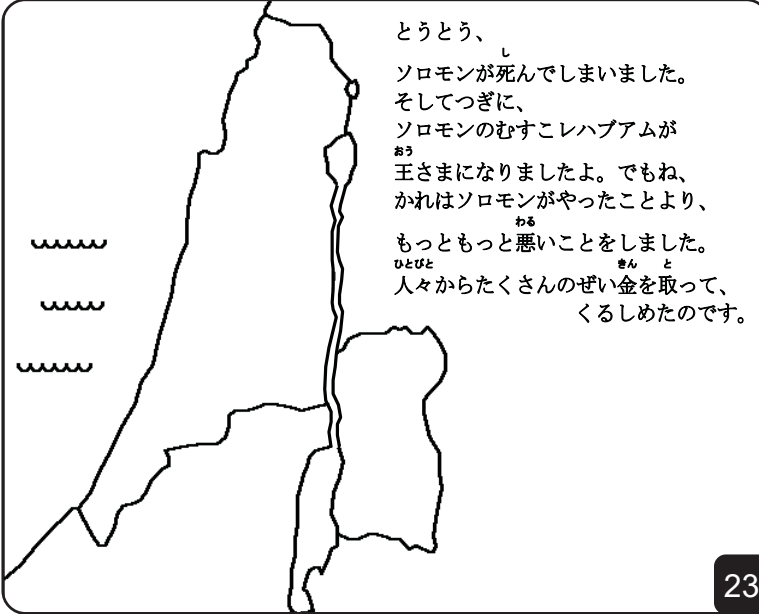 とうとう、
ソロモンが死んでしまいました。
そしてつぎに、
ソロモンのむすこレハブアムが
王さまになりましたよ。でもね、
かれはソロモンがやったことより、
もっともっと悪いことをしました。
人々からたくさんのぜい金を取って、
くるしめたのです。
23